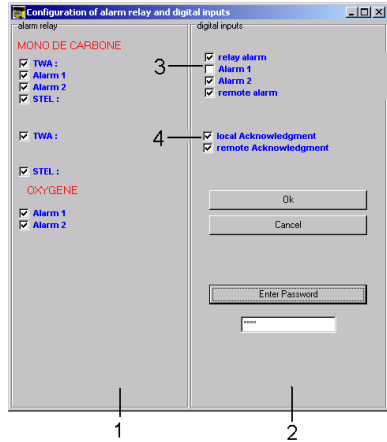 Configuration of alarm relay and digital inputs
alarm relay
MONO DE CARBONE
TWA :
Alarm 1
Alarm 2
STEL :
TWA :
STEL :
OXYGENE
Alarm 1
Alarm 2
digital inputs
3
relay alarm
Alarm 1
Alarm 2
remote alarm
4
local Acknowledgment
remote Acknowledgment
Ok
Cancel
Enter Password
****
1
2